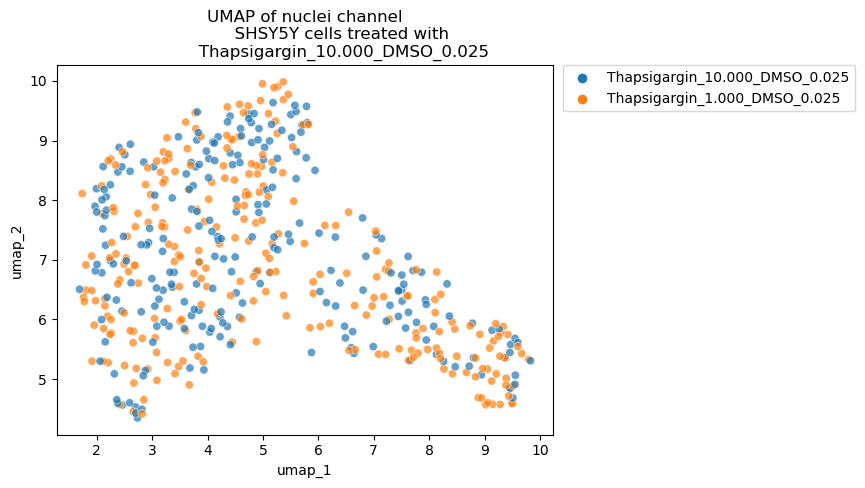 UMAP of nuclei channel
SHSY5Y cells treated with
Thapsigargin_10.000_DMSO_0.025
Thapsigargin_10.000_DMSO_0.025
Thapsigargin_1.000_DMSO_0.025
umap_2
10
9
8
7
6
5
2 3 4 5 6 7 8 9 10
umap_1